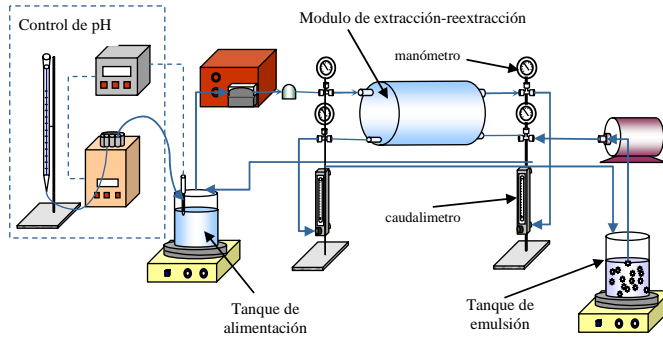 Control de pH
Modulo de extracción-reextracción
manómetro
caudalimetro
Tanque de
alimentación
Tanque de
emulsión